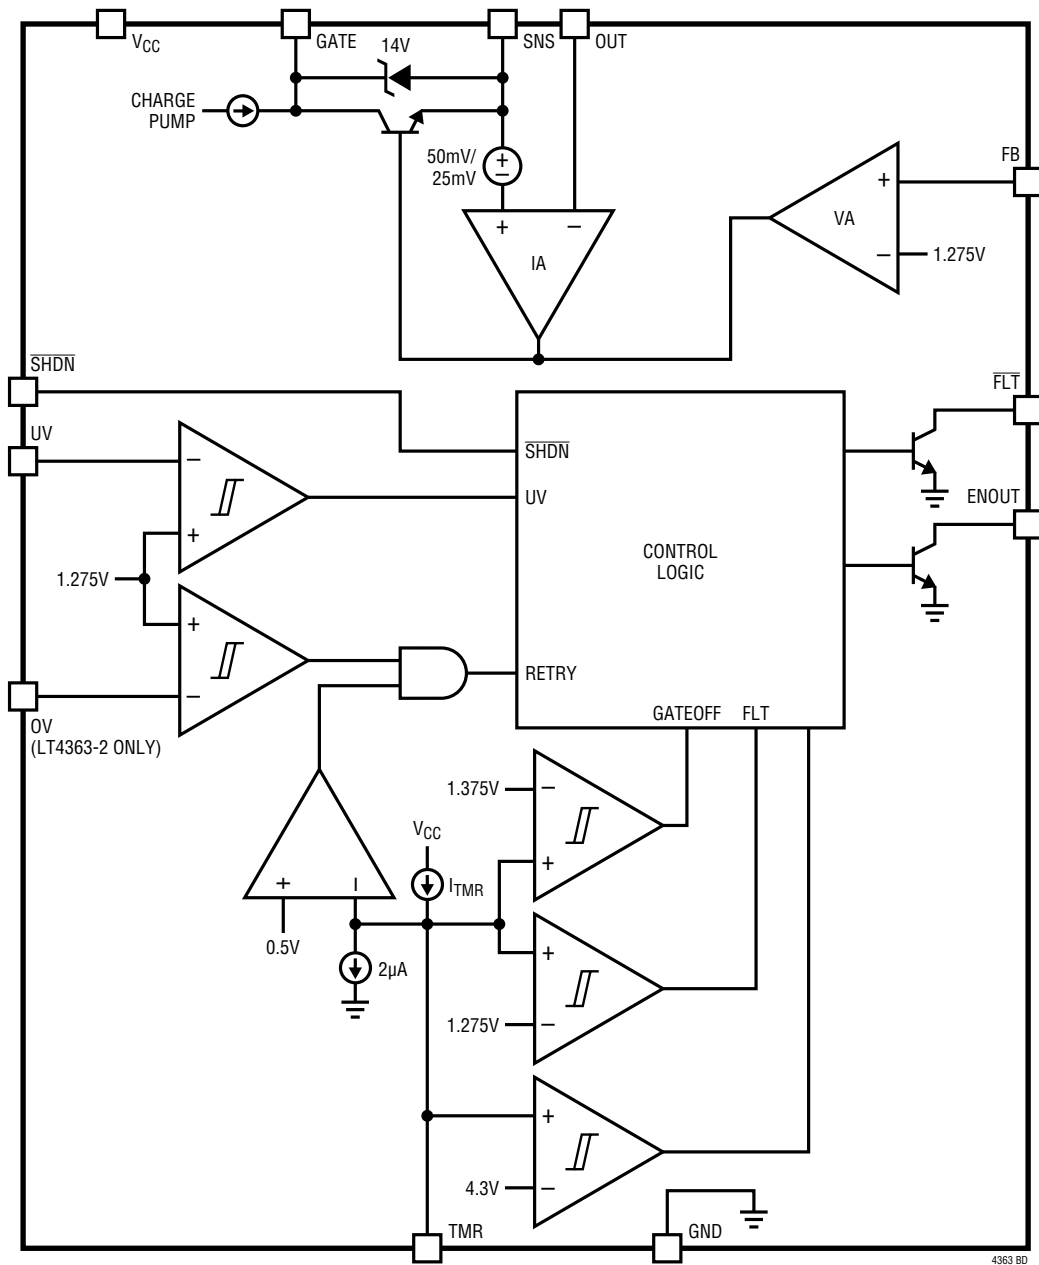 VCC
GATE
SNS
OUT
14V
CHARGE
PUMP
50mV/
25mV
+
−
+
−
IA
FB
+
VA
−
1.275V
SHDN
UV
−
+
1.275V
+
−
OV
(LT4363-2 ONLY)
SHDN
UV
CONTROL
LOGIC
RETRY
GATEOFF
FLT
FLT
ENOUT
1.375V
−
+
VCC
ITMR
+
−
0.5V
2µA
+
1.275V
−
+
4.3V
−
TMR
GND
4363 BD